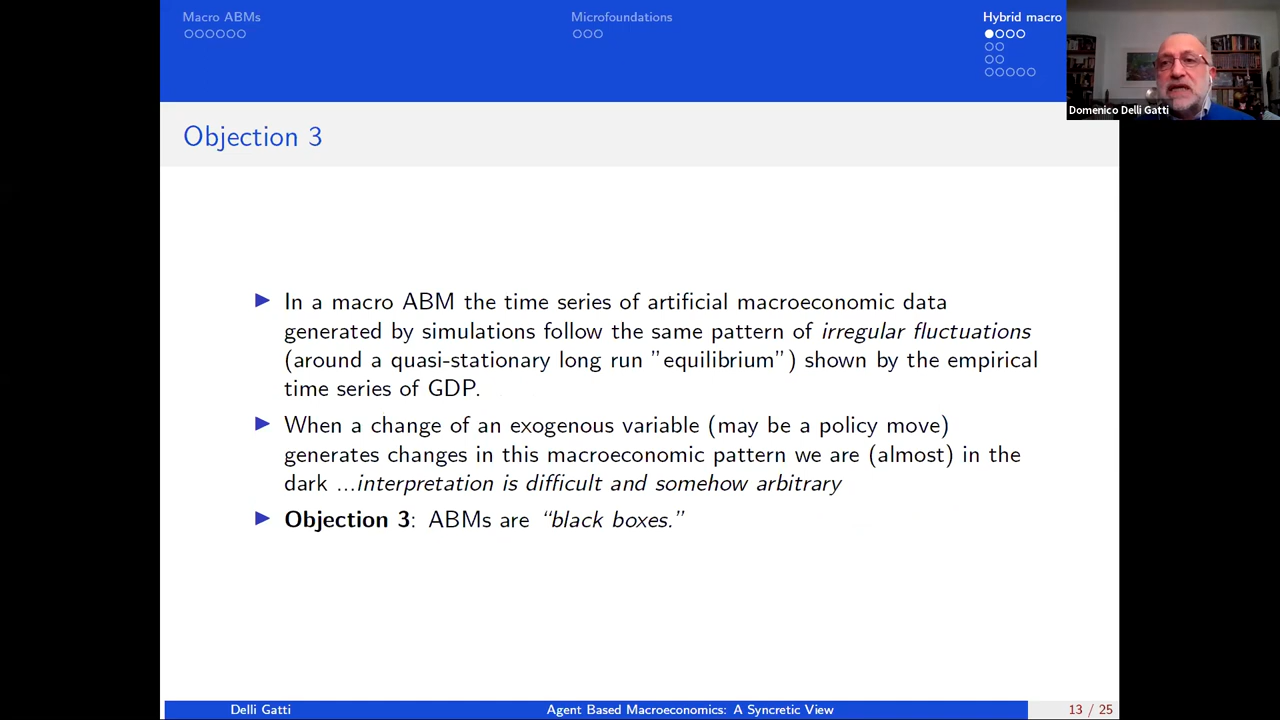 Macro ABMs
Microfoundations
Hybrid macro
Domenico Delli Gatti
Objection 3
In a macro ABM the time series of artificial macroeconomic data
generated by simulations follow the same pattern of irregular fluctuations
(around a quasi-stationary long run "equilibrium") shown by the empirical
time series of GDP.
When a change of an exogenous variable (may be a policy move)
generates changes in this macroeconomic pattern we are (almost) in the
dark ...interpretation is difficult and somehow arbitrary
Objection 3: ABMs are “black boxes.”
Delli Gatti
Agent Based Macroeconomics: A Syncretic View
13 / 25